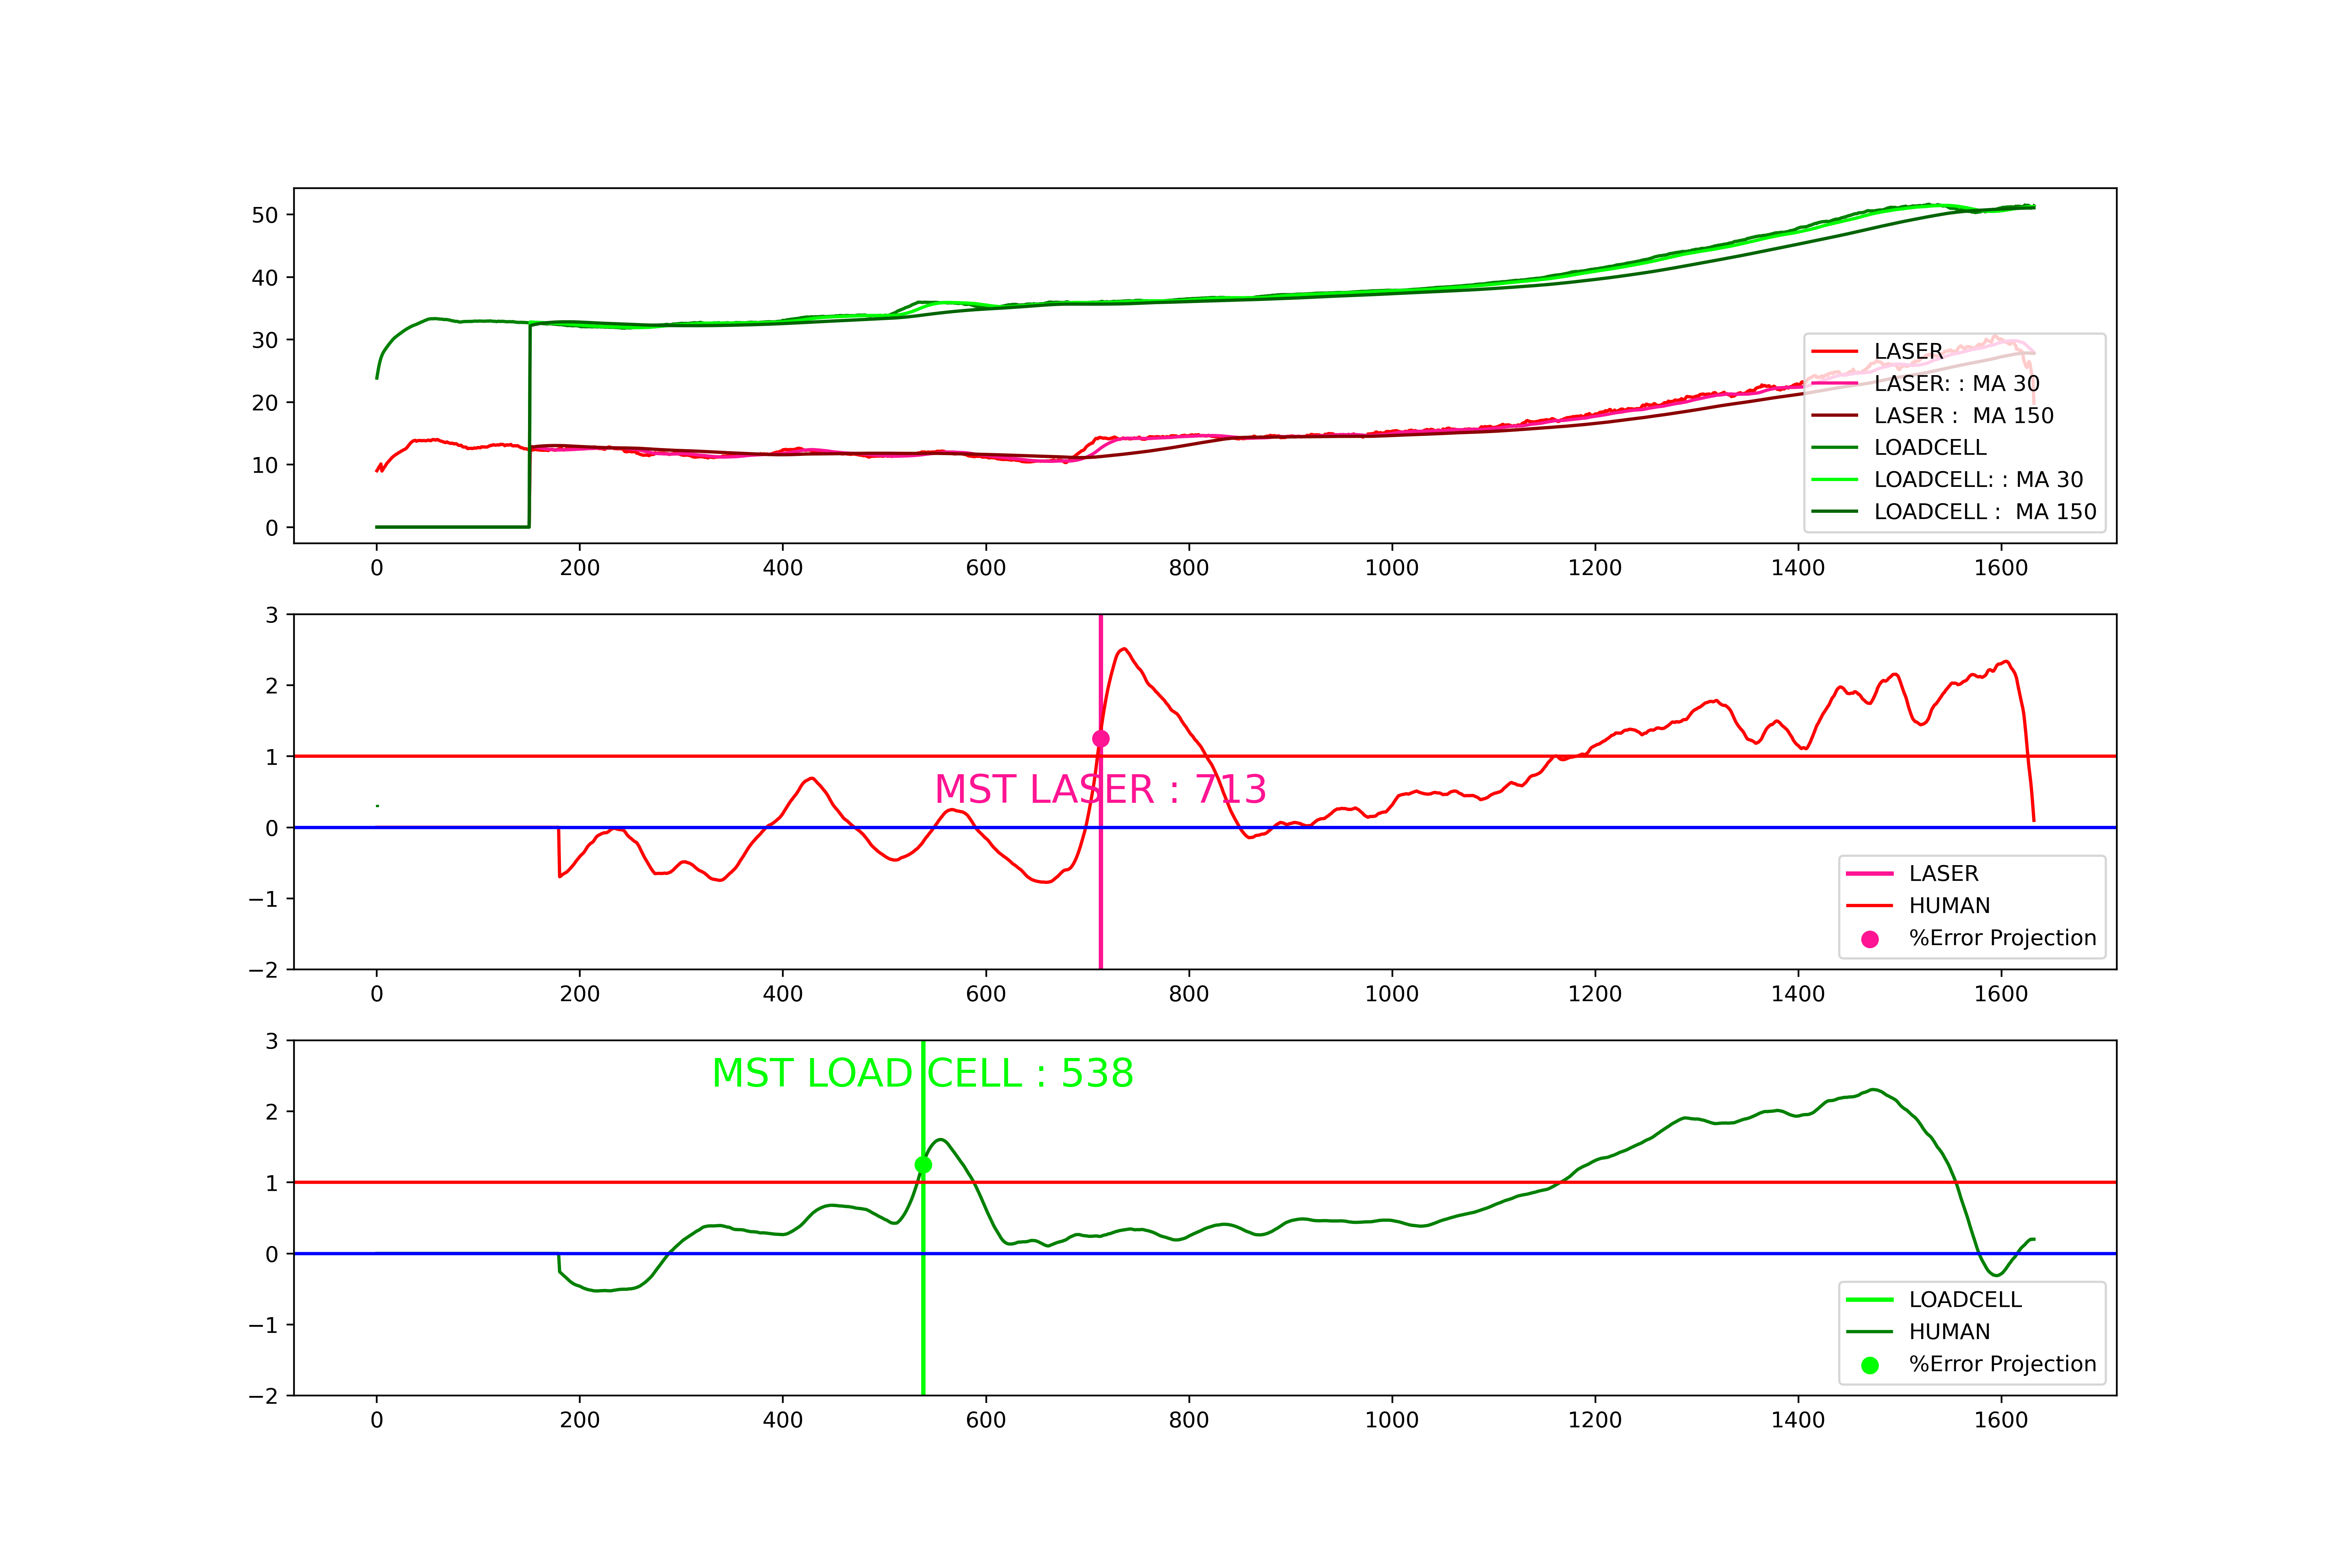 50
40
30
20
10
0
LASER
LASER: : MA 30
LASER :  MA 150
LOADCELL
LOADCELL: : MA 30
LOADCELL :  MA 150
0 200 400 600 800 1000 1200 1400 1600
3
2
1
0
−1
−2
MST LASER : 713
LASER
HUMAN
%Error Projection
0 200 400 600 800 1000 1200 1400 1600
3
2
1
0
−1
−2
MST LOAD CELL : 538
LOADCELL
HUMAN
%Error Projection
0 200 400 600 800 1000 1200 1400 1600